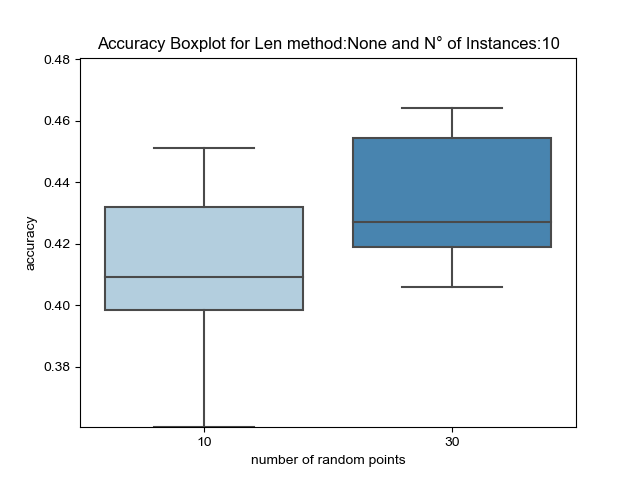 Accuracy Boxplot for Len method:None and N° of Instances:10
0.48
0.46
0.44
0.42
0.40
0.38
accuracy
10
30
number of random points